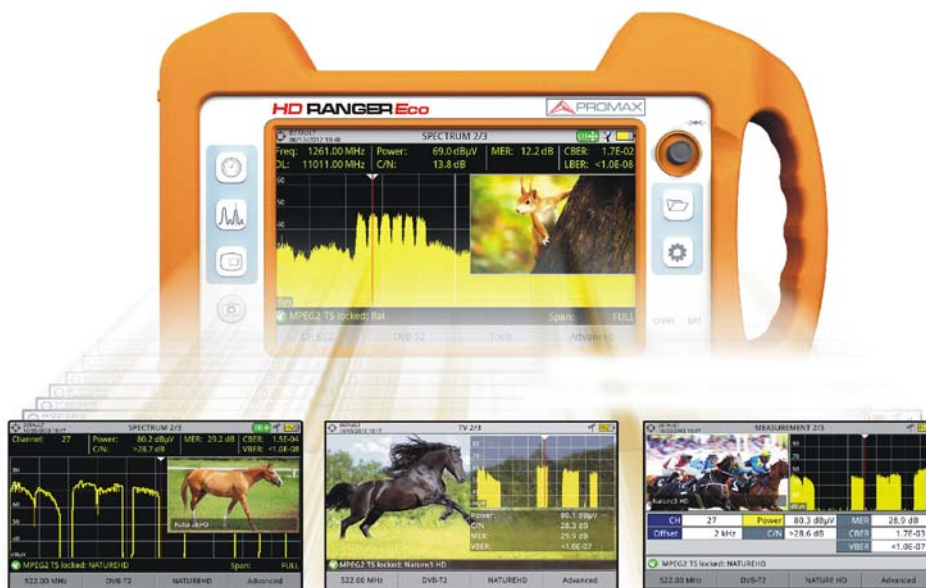 HD RANGER Eco
PROMAX
DEFAULT
SPECTRUM 2/3
Freq: 1261.00 MHz Power: 69.0 dBµV MER: 12.2 dB CBER: 1.7E-02
DL: 11011.00 MHz C/N: 13.8 dB LBER: <1.0E-08
MPEG2 TS locked: Rai Span: FULL
DVB-S2 Tools Advanced
SPECTRUM 2/3
Channel: 27 Power: 80.2 dBµV MER: 29.2 dB CBER: 1.5E-04
C/N: >28.7 dB VBER: <1.0E-08
MPEG2 TS locked: NATUREHD Span: FULL
522.00 MHz DVB-T2 NATUREHD Advanced
TV 2/3
Power: 80.3 dBµV
C/N 28.3 dB
MER: 29.9 dB
VBER: <1.0E-07
MPEG2 TS locked: Nature3 HD
522.00 MHz DVB-T2 NATUREHD Advanced
MEASUREMENT 2/3
Nature3 HD
CH 27 Power 80.3 dBµV MER 28.9 dB
Offset 2 kHz C/N >28.6 dB CBER 1.7E-03
VBER <1.0E-07
MPEG2 TS locked: NATUREHD
522.00 MHz DVB-T2 NATURE HD Advanced